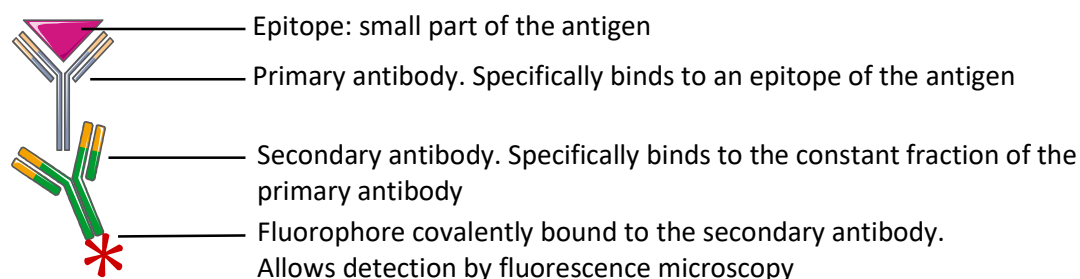 Epitope: small part of the antigen
Primary antibody. Specifically binds to an epitope of the antigen
Secondary antibody. Specifically binds to the constant fraction of the
primary antibody
Fluorophore covalently bound to the secondary antibody.
Allows detection by fluorescence microscopy